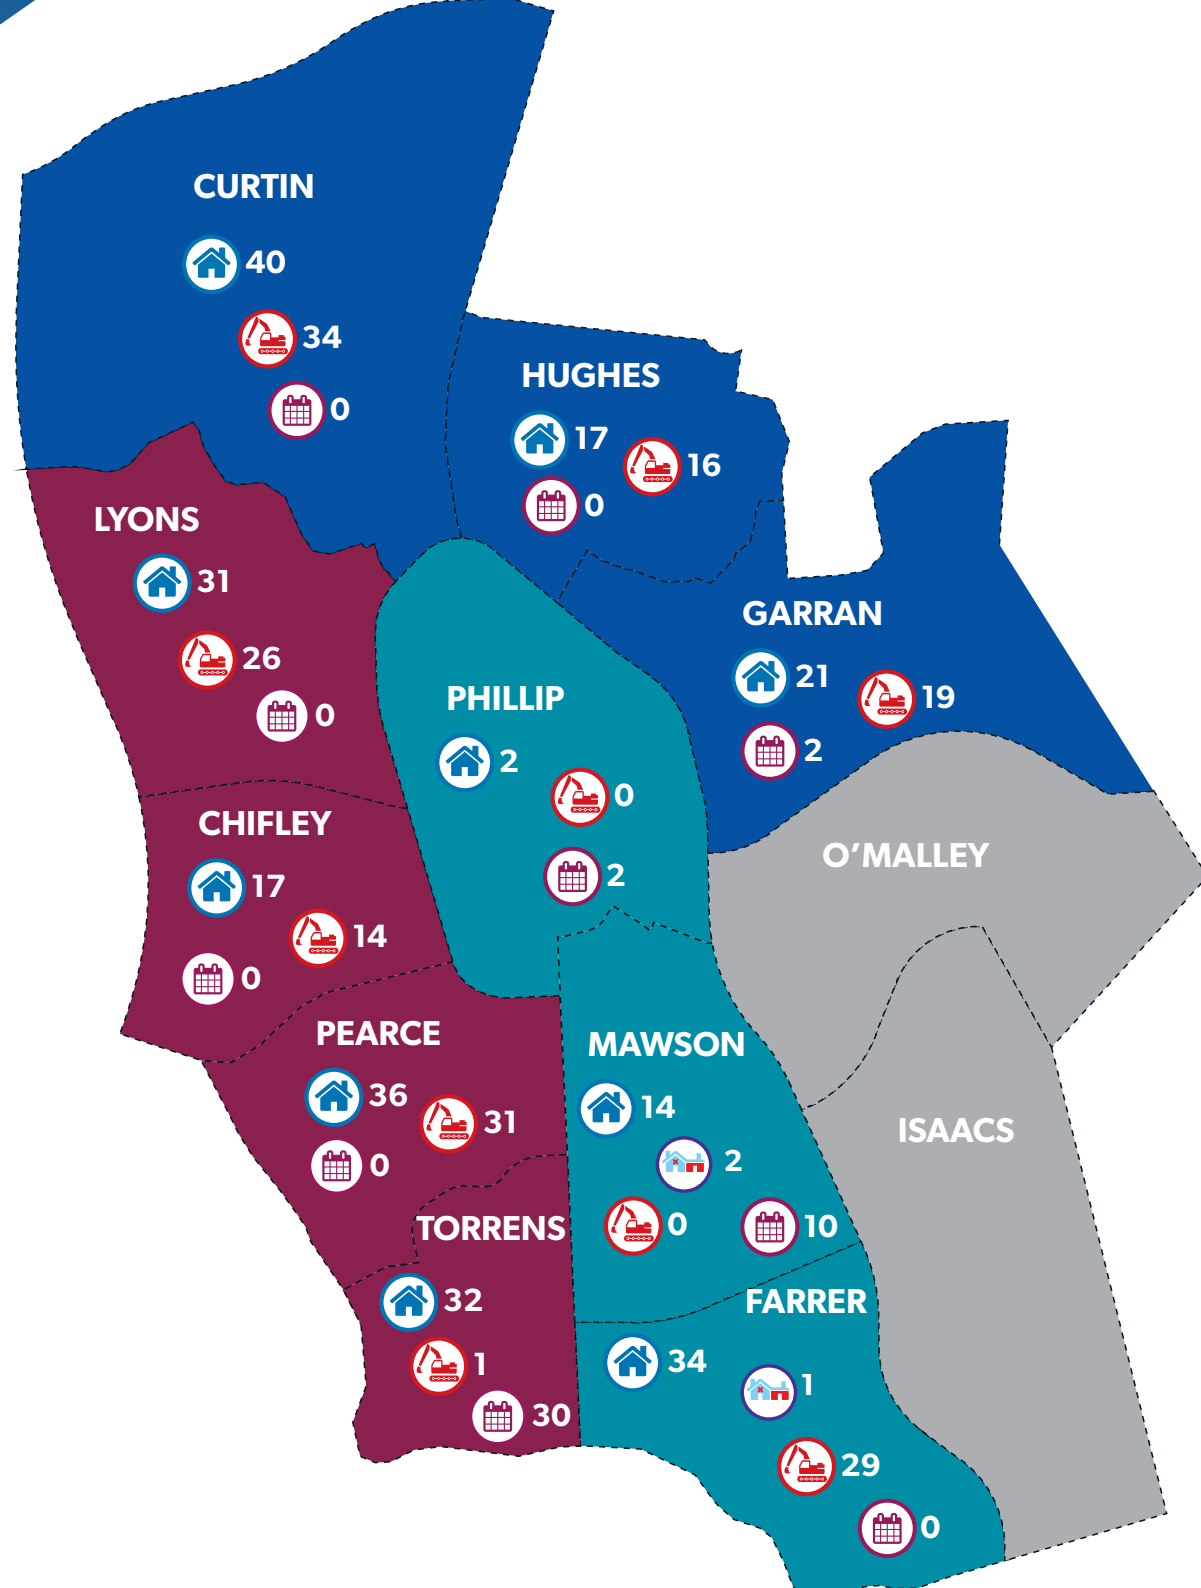 CURTIN
40
34
0
HUGHES
17
16
0
LYONS
31
26
0
GARRAN
21
19
2
PHILLIP
2
0
2
CHIFLEY
17
14
0
O'MALLEY
PEARCE
36
31
0
MAWSON
14
2
0
10
ISAACS
TORRENS
32
1
30
FARRER
34
1
29
0